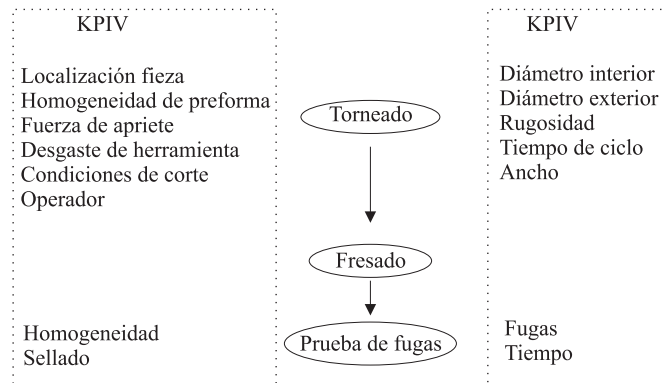 KPIV
Localización fieza
Homogeneidad de preforma
Fuerza de apriete
Desgaste de herramienta
Condiciones de corte
Operador
Homogeneidad
Sellado
Torneado
Fresado
Prueba de fugas
KPIV
Diámetro interior
Diámetro exterior
Rugosidad
Tiempo de ciclo
Ancho
Fugas
Tiempo